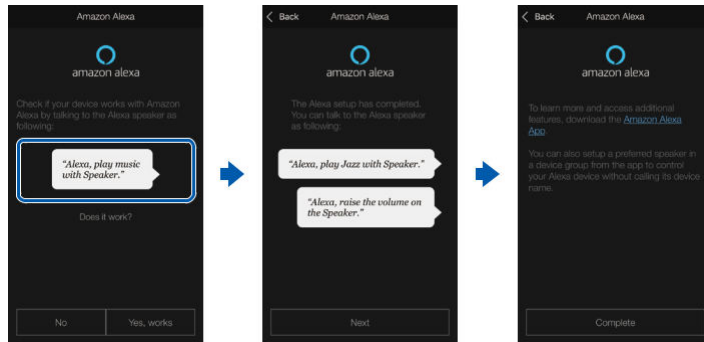 Amazon Alexa
amazon alexa
Check if your device works with Amazon
Alexa by talking to the Alexa speaker as
following:
“Alexa, play music
with Speaker.”
Does it work?
No
Yes, works
Back
Amazon Alexa
amazon alexa
The Alexa setup has completed.
You can talk to the Alexa speaker
as following:
“Alexa, play Jazz with Speaker.”
“Alexa, raise the volume on
the Speaker.”
Next
Back
Amazon Alexa
amazon alexa
To learn more and access additional
features, download the Amazon Alexa
App.
You can also setup a preferred speaker in
a device group from the app to control
your Alexa device without calling its device
name.
Complete